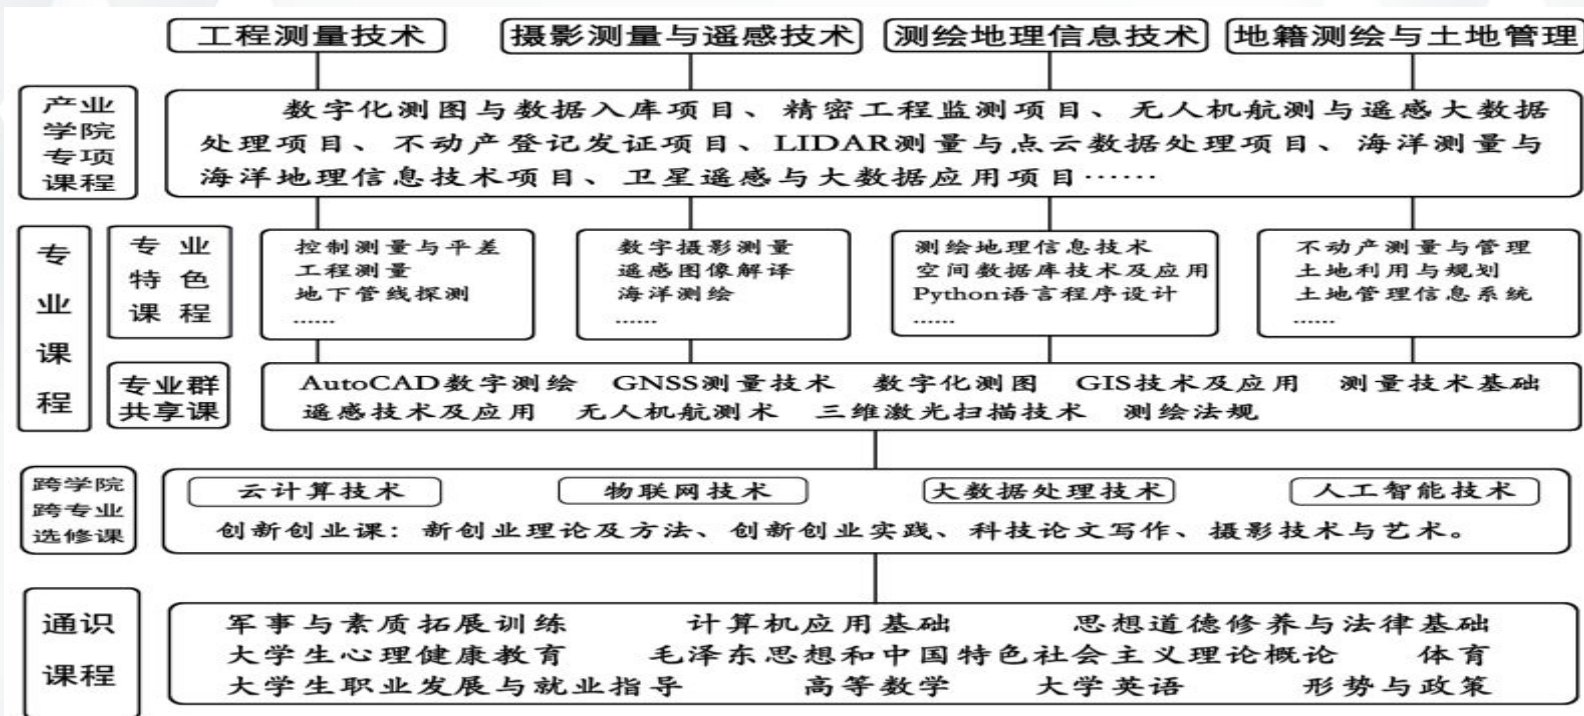 工程测量技术
摄影测量与遥感技术
测绘地理信息技术
地籍测绘与土地管理
产业
学院
专项
课程
数字化测图与数据入库项目、精密工程监测项目、无人机航测与遥感大数据
处理项目、不动产登记发证项目、LIDAR测量与点云数据处理项目、海洋测量与
海洋地理信息技术项目、卫星遥感与大数据应用项目……
专
业
课
程
专业
特色
课程
控制测量与平差
工程测量
地下管线探测
……
数字摄影测量
遥感图像解译
海洋测绘
……
测绘地理信息技术
空间数据库技术及应用
Python语言程序设计
……
不动产测量与管理
土地利用与规划
土地管理信息系统
……
专业群
共享课
AutoCAD数字测绘 GNSS测量技术 数字化测图 GIS技术及应用 测量技术基础
遥感技术及应用 无人机航测术 三维激光扫描技术 测绘法规
跨学院
跨专业
选修课
云计算技术
物联网技术
大数据处理技术
人工智能技术
创新创业课：新创业理论及方法、创新创业实践、科技论文写作、摄影技术与艺术。
通识
课程
军事与素质拓展训练 计算机应用基础 思想道德修养与法律基础
大学生心理健康教育 毛泽东思想和中国特色社会主义理论概论 体育
大学生职业发展与就业指导 高等数学 大学英语 形势与政策